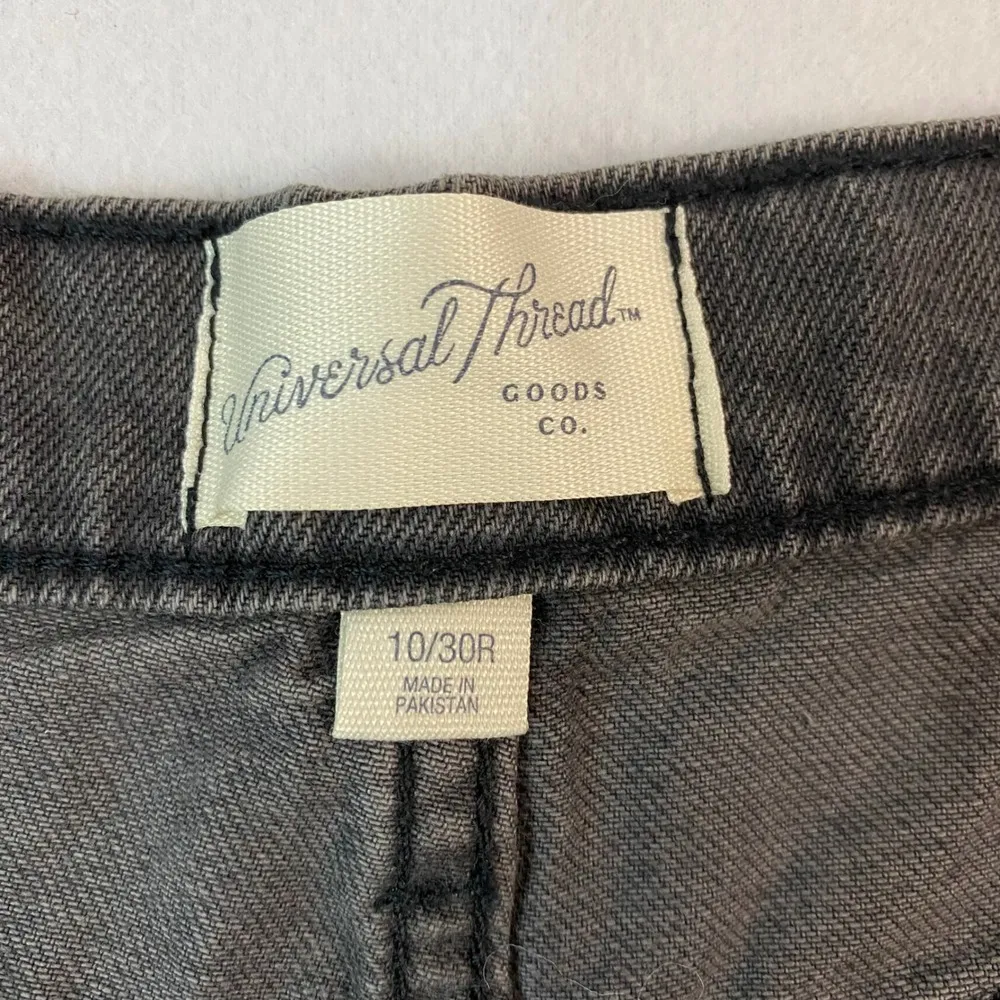 Universal Thread™
GOODS
CO.
10/30R
MADE IN
PAKISTAN